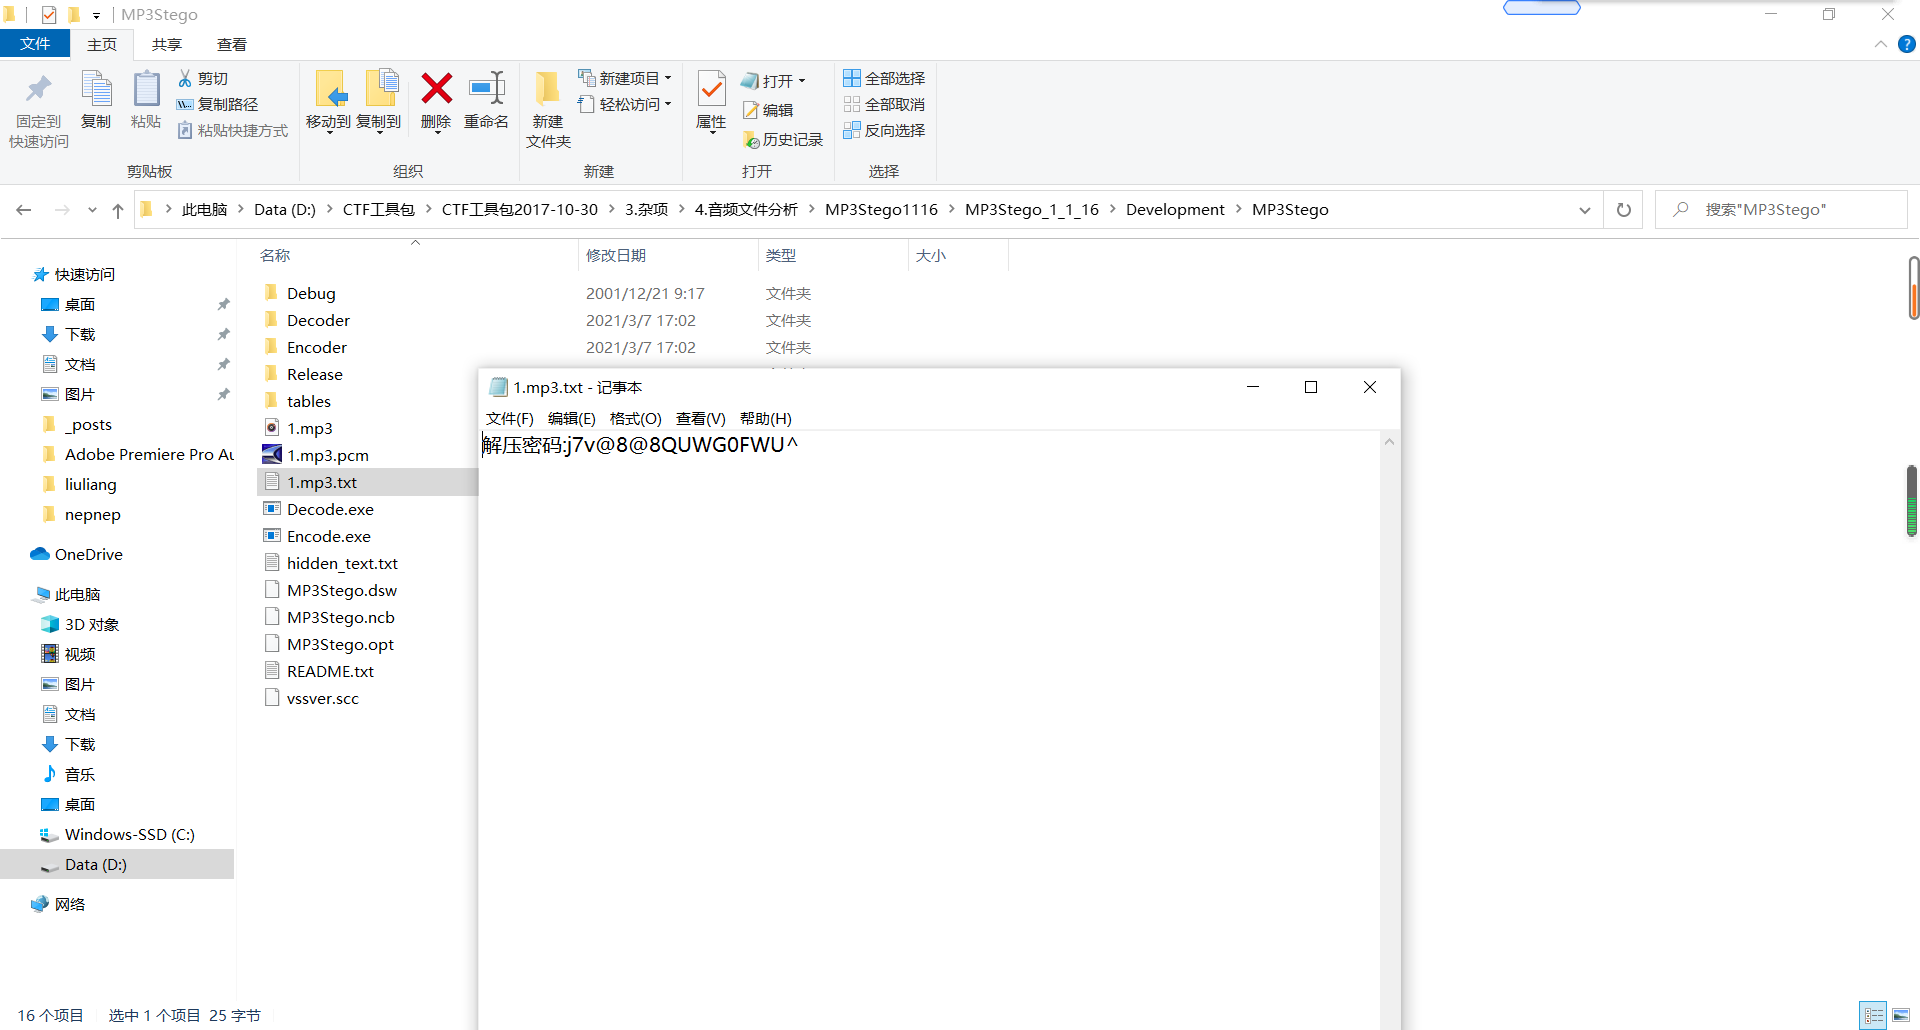 MP3Stego
文件 主页 共享 查看
固定到
快速访问
复制
粘贴
剪切
复制路径
粘贴快捷方式
剪贴板
移动到
复制到
删除
重命名
组织
新建
文件夹
新建项目
轻松访问
新建
属性
打开
编辑
历史记录
打开
全部选择
全部取消
反向选择
选择
此电脑 Data (D:) CTF工具包 CTF工具包2017-10-30 3.杂项 4.音频文件分析 MP3Stego1116 MP3Stego_1_1_16 Development MP3Stego
搜索"MP3Stego"
快速访问
桌面
下载
文档
图片
_posts
Adobe Premiere Pro Au
liuliang
nepnep
OneDrive
此电脑
3D 对象
视频
图片
文档
下载
音乐
桌面
Windows-SSD (C:)
Data (D:)
网络
名称 修改日期 类型 大小
Debug 2001/12/21 9:17 文件夹
Decoder 2021/3/7 17:02 文件夹
Encoder 2021/3/7 17:02 文件夹
Release
tables
1.mp3
1.mp3.pcm
1.mp3.txt
Decode.exe
Encode.exe
hidden_text.txt
MP3Stego.dsw
MP3Stego.ncb
MP3Stego.opt
README.txt
vssver.scc
1.mp3.txt - 记事本
文件(F) 编辑(E) 格式(O) 查看(V) 帮助(H)
解压密码:j7v@8@8QUWG0FWU^
16 个项目 选中 1 个项目 25 字节